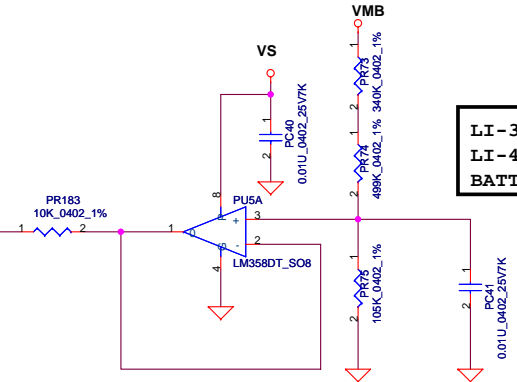 VMB
VS
1
PR73
340K_0402_1%
2
1
PC40
0.01U_0402_25V7K
2
1
PR74
499K_0402_1%
2
LI-3
LI-4
BATT
PR183
10K_0402_1%
1
2
8
PU5A
P
3
+
1
O
2
-
G
4
LM358DT_SO8
1
PR75
105K_0402_1%
2
1
PC41
0.01U_0402_25V7K
2